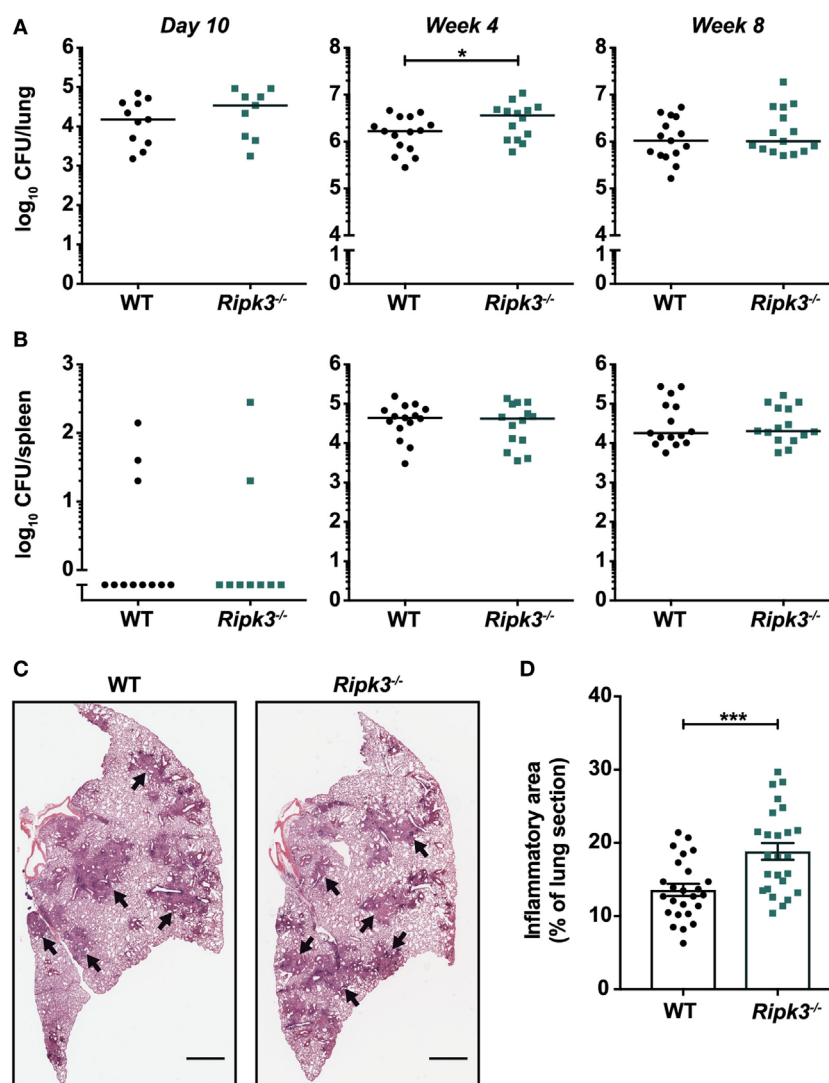 A
Day 10
Week 4
Week 8
log10 CFU/lung
6
5
4
3
2
1
0
8
7
6
5
4
1
0
8
7
6
5
4
1
0
*
WT
Ripk3-/-
WT
Ripk3-/-
WT
Ripk3-/-
B
log10 CFU/spleen
3
2
1
0
6
5
4
3
2
1
0
6
5
4
3
2
1
0
WT
Ripk3-/-
WT
Ripk3-/-
WT
Ripk3-/-
C
WT
Ripk3-/-
D
Inflammatory area
(% of lung section)
40
30
20
10
0
***
WT
Ripk3-/-